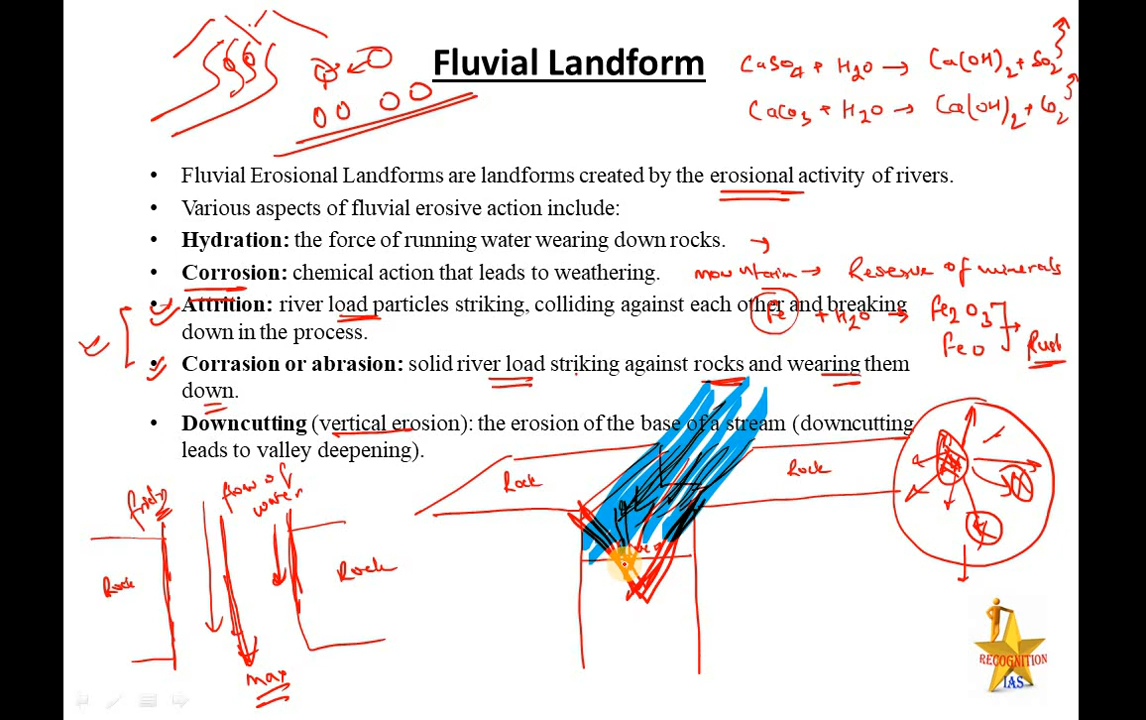 Fluvial Landform
CaSO4 + H2O → Ca(OH)2 + SO2
CaCO3 + H2O → Ca(OH)2 + CO2
• Fluvial Erosional Landforms are landforms created by the erosional activity of rivers.
• Various aspects of fluvial erosive action include:
• Hydration: the force of running water wearing down rocks.
• Corrosion: chemical action that leads to weathering.
mountain → Reserve of minerals
• Attrition: river load particles striking, colliding against each other and breaking
down in the process.
Fe + H2O → Fe2O3
FeO
Rust
• Corrasion or abrasion: solid river load striking against rocks and wearing them
down.
• Downcutting (vertical erosion): the erosion of the base of a stream (downcutting
leads to valley deepening).
Rock
Rock
flow of
water
Rock
Rock
max
RECOGNITION
IAS